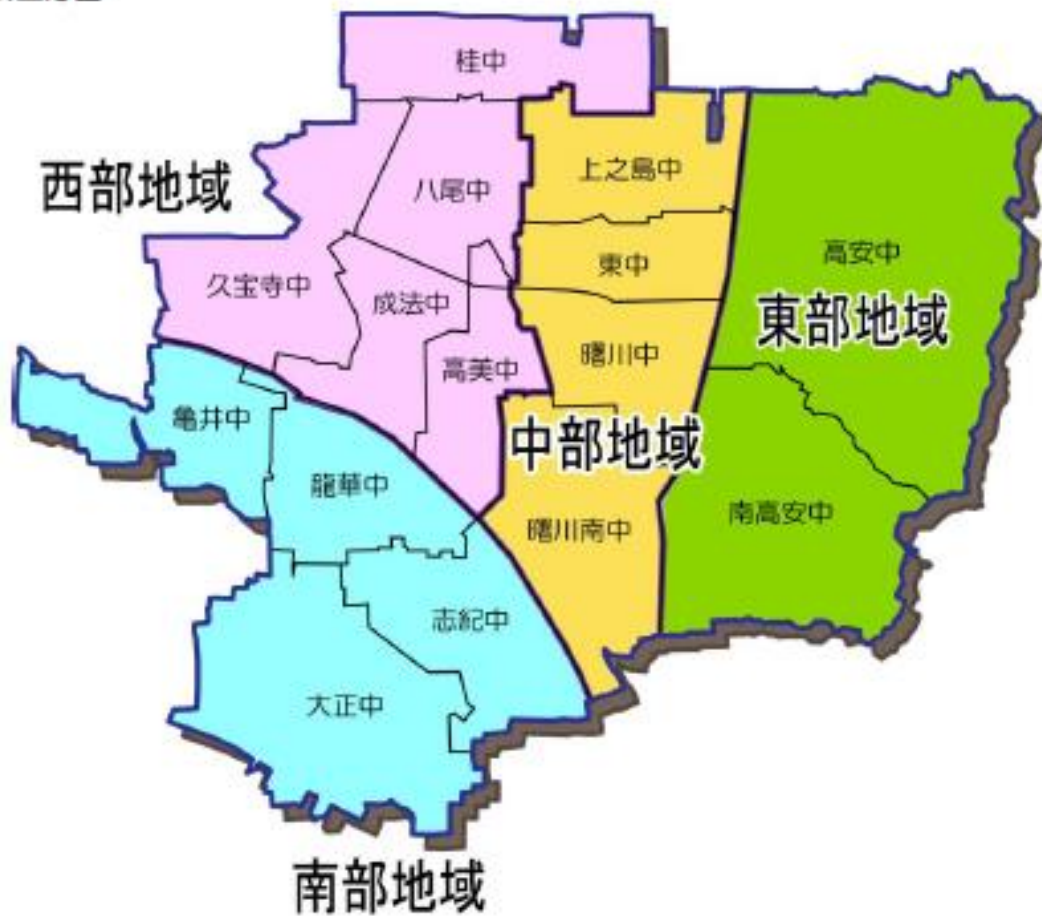 桂中
西部地域
八尾中
上之島中
久宝寺中
成法中
東中
高安中
高美中
曙川中
東部地域
亀井中
中部地域
龍華中
曙川南中
南高安中
志紀中
大正中
南部地域